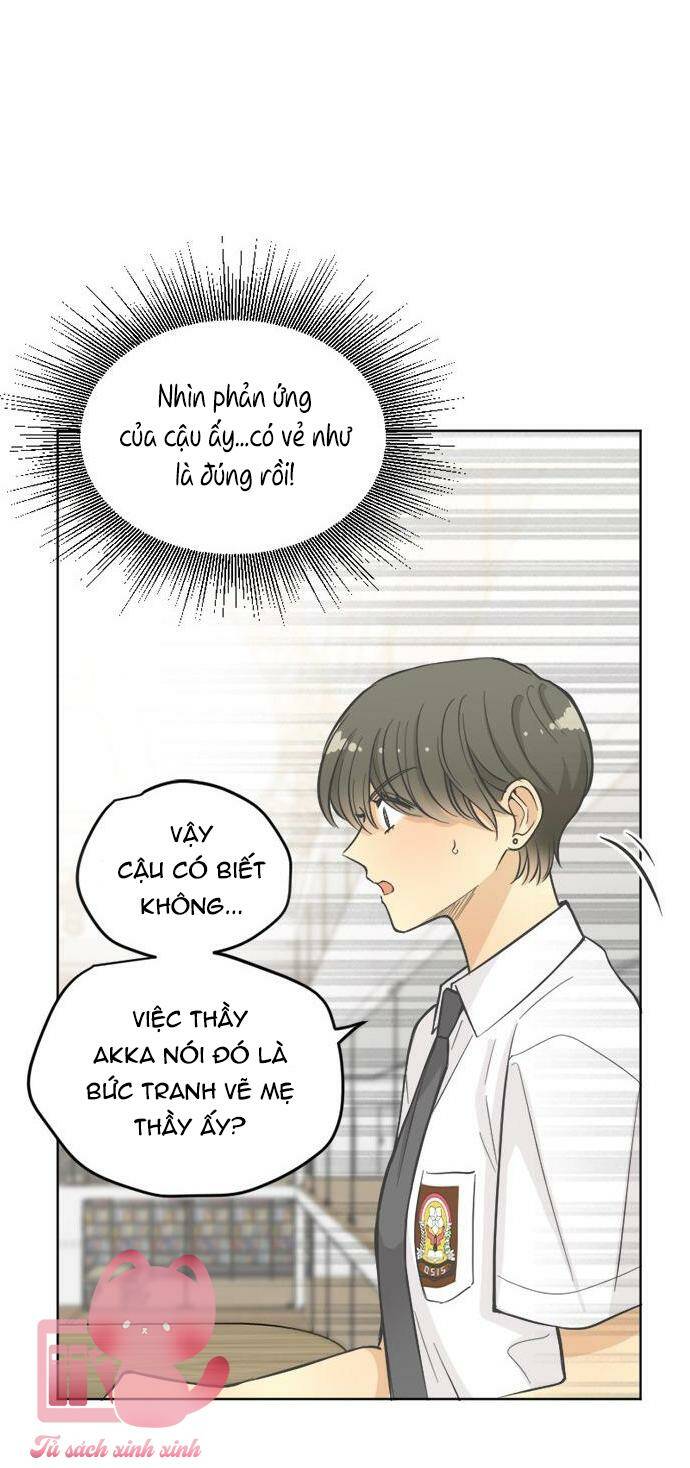 Nhìn phản ứng
của cậu ấy...có vẻ như
là đúng rồi!
VẬY
CẬU CÓ BIẾT
KHÔNG...
VIỆC THẦY
AKKA NÓI ĐÓ LÀ
BỨC TRANH VẼ MẸ
THẦY ẤY?
OSIS
Tủ sách xinh xinh